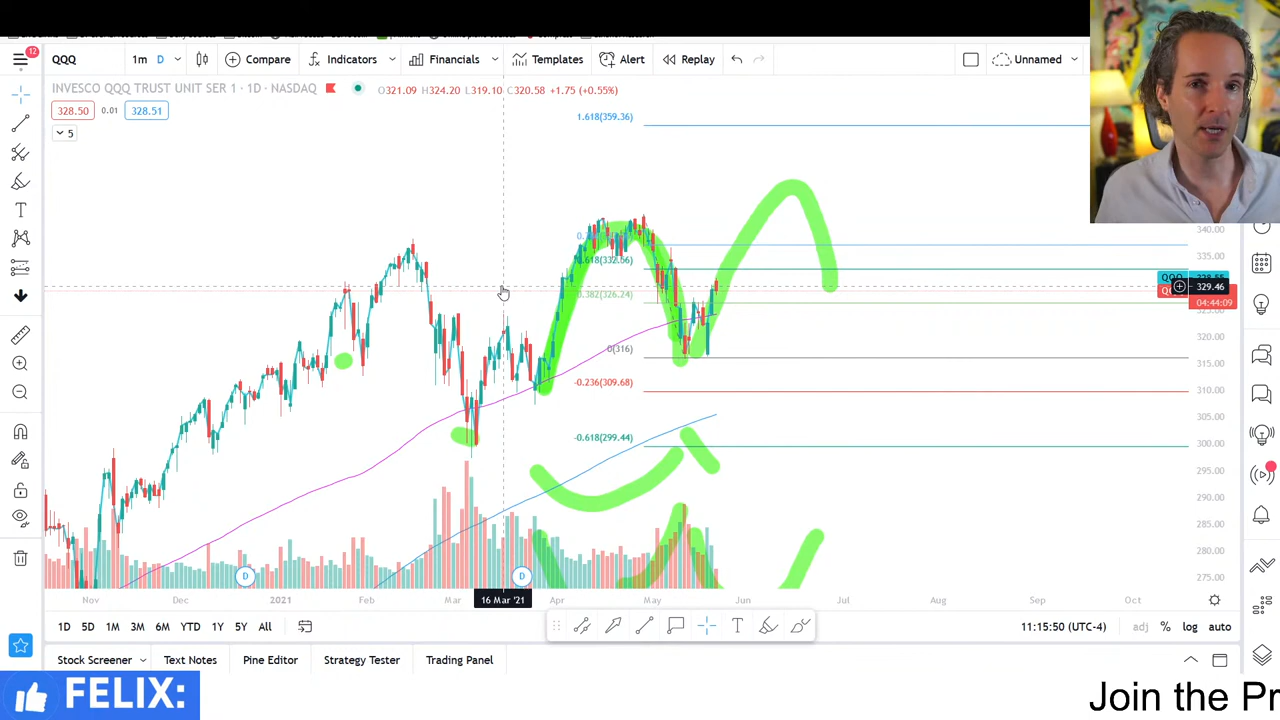 12
QQQ
1m
D
Compare
Indicators
Financials
Templates
Alert
Replay
Unnamed
INVESCO QQQ TRUST UNIT SER 1 · 1D · NASDAQ
O321.09 H324.20 L319.10 C320.58 +1.75 (+0.55%)
328.50
0.01
328.51
5
1.618(359.36)
0.618(332.56)
0.382(326.24)
0(316)
-0.236(309.68)
-0.618(299.44)
340.00
335.00
QQQ
329.46
04:44:09
320.00
315.00
310.00
305.00
300.00
295.00
290.00
285.00
280.00
275.00
D
D
Nov
Dec
2021
Feb
Mar
16 Mar '21
Apr
May
Jun
Jul
Aug
Sep
Oct
1D
5D
1M
3M
6M
YTD
1Y
5Y
All
11:15:50 (UTC-4)
adj
%
log
auto
Stock Screener
Text Notes
Pine Editor
Strategy Tester
Trading Panel
FELIX:
Join the Pr